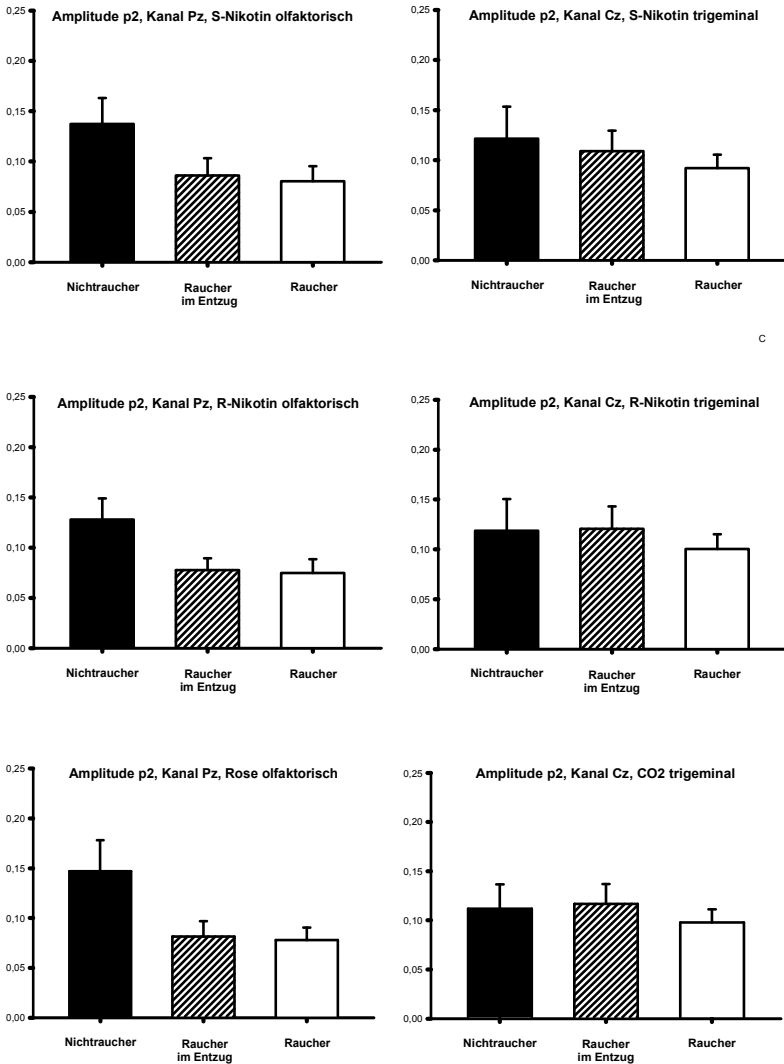 Amplitude p2, Kanal Pz, S-Nikotin olfaktorisch
0,25
0,20
0,15
0,10
0,05
0,00
Nichtraucher
Raucher
im Entzug
Raucher
Amplitude p2, Kanal Cz, S-Nikotin trigeminal
0,25
0,20
0,15
0,10
0,05
0,00
Nichtraucher
Raucher
im Entzug
Raucher
C
Amplitude p2, Kanal Pz, R-Nikotin olfaktorisch
0,25
0,20
0,15
0,10
0,05
0,00
Nichtraucher
Raucher
im Entzug
Raucher
Amplitude p2, Kanal Cz, R-Nikotin trigeminal
0,25
0,20
0,15
0,10
0,05
0,00
Nichtraucher
Raucher
im Entzug
Raucher
Amplitude p2, Kanal Pz, Rose olfaktorisch
0,25
0,20
0,15
0,10
0,05
0,00
Nichtraucher
Raucher
im Entzug
Raucher
Amplitude p2, Kanal Cz, CO2 trigeminal
0,25
0,20
0,15
0,10
0,05
0,00
Nichtraucher
Raucher
im Entzug
Raucher